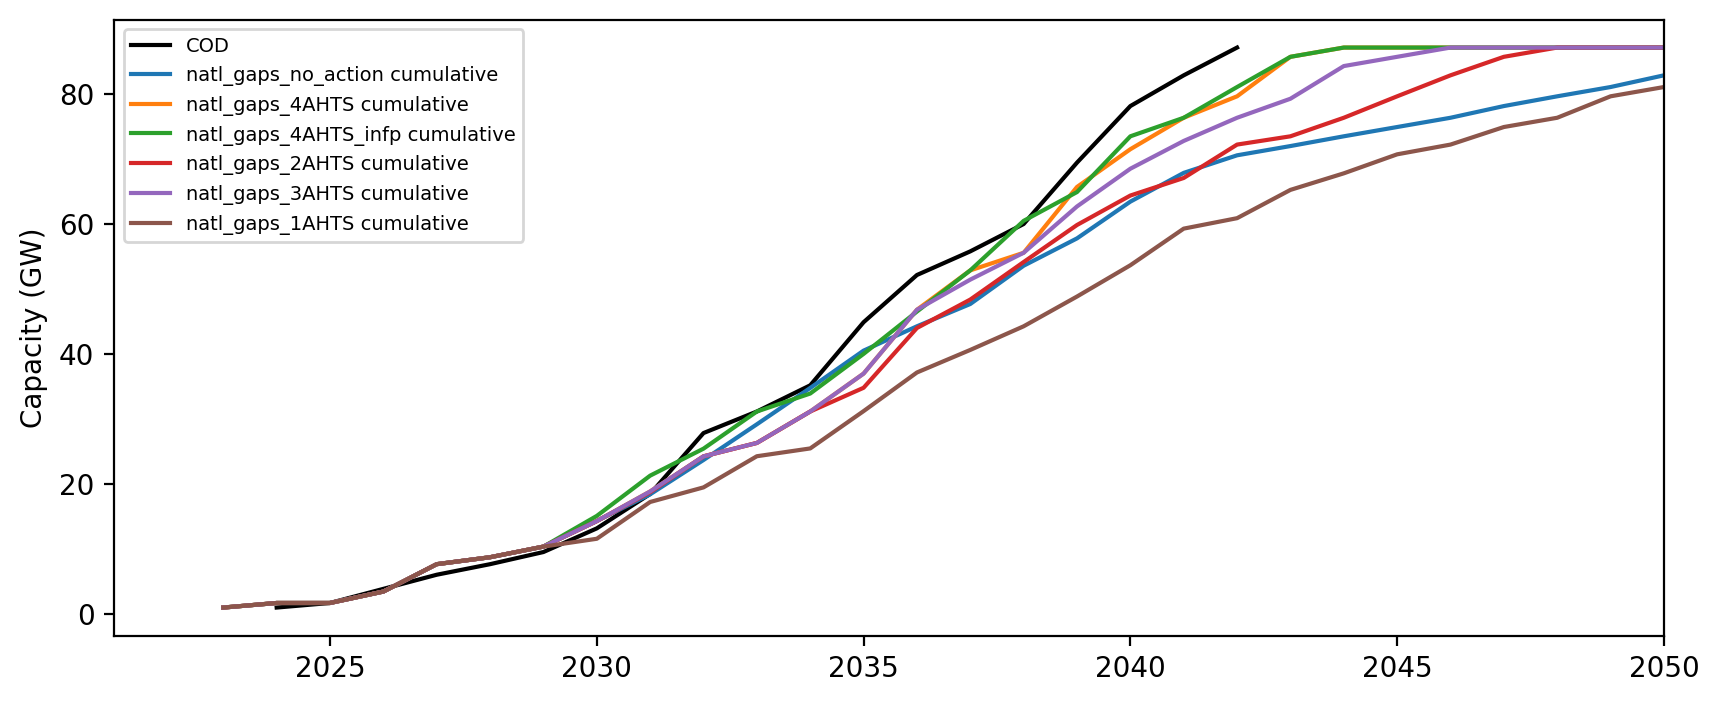 COD
natl_gaps_no_action cumulative
natl_gaps_4AHTS cumulative
natl_gaps_4AHTS_infp cumulative
natl_gaps_2AHTS cumulative
natl_gaps_3AHTS cumulative
natl_gaps_1AHTS cumulative
Capacity (GW)
80
60
40
20
0
2025 2030 2035 2040 2045 2050